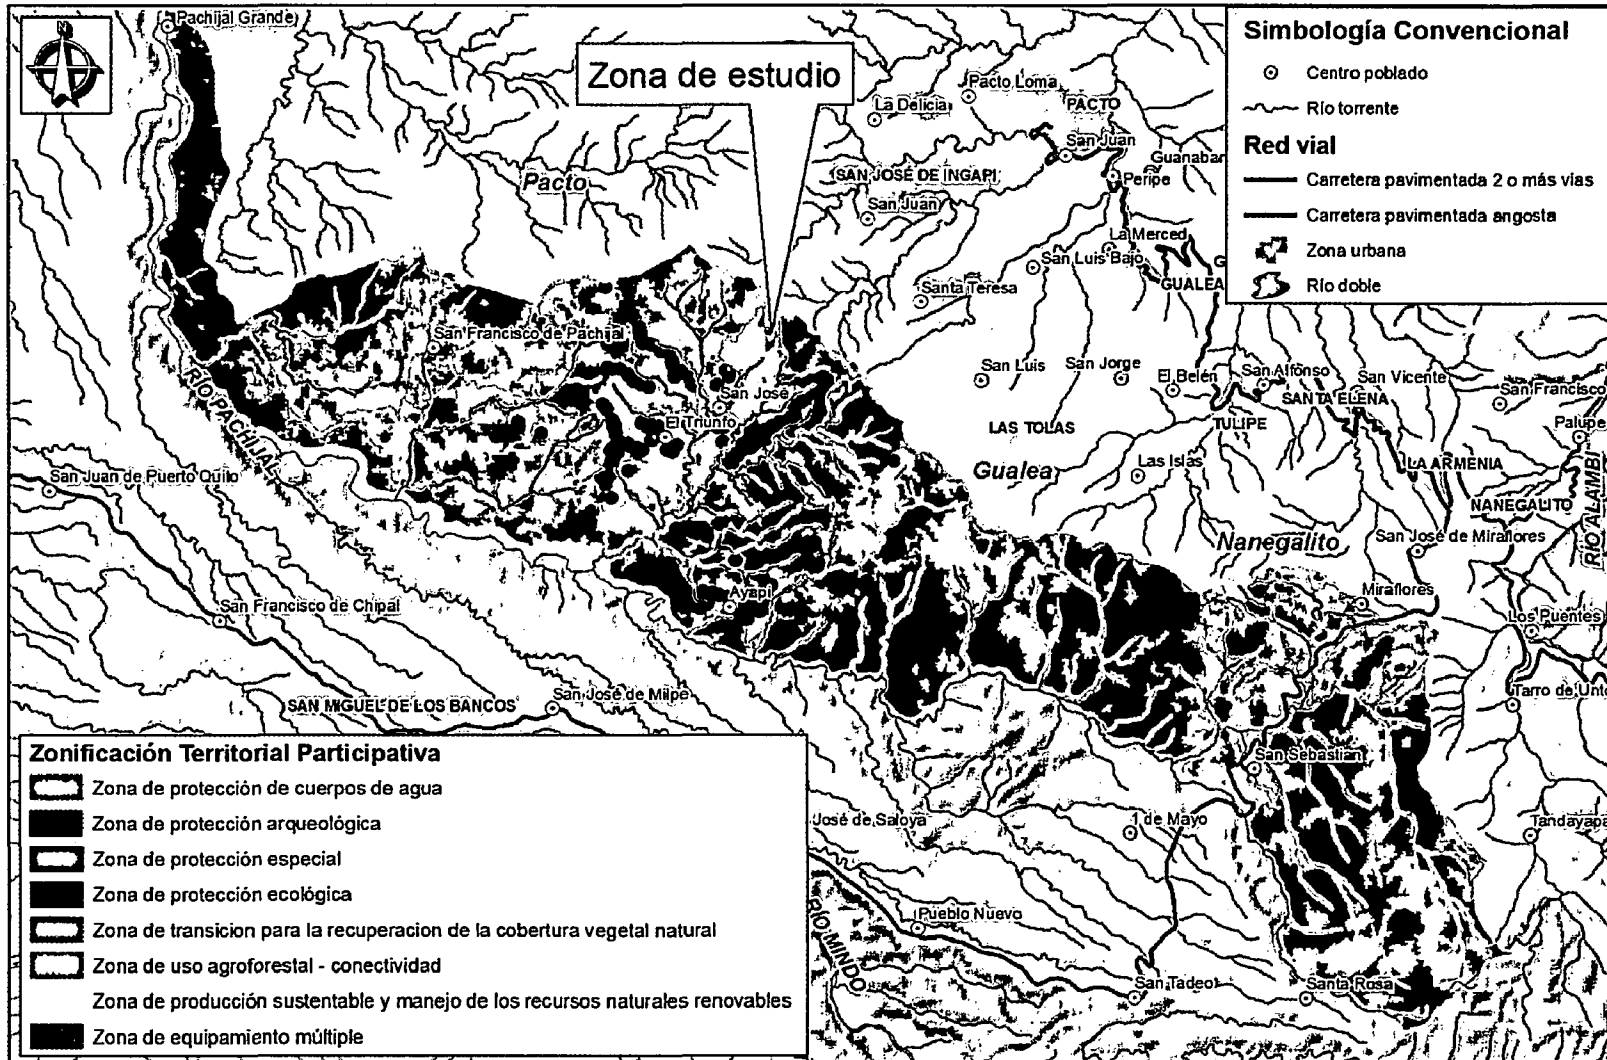 N
Pachijal Grande
Zona de estudio
La Delicia
Pacto Loma
PACTO
San Juan
Guanabar
Peripe
SAN JOSÉ DE INGAPI
San Juan
Pacto
La Merced
San Luis Bajo
GUALEA
Santa Teresa
San Francisco de Pachijal
RÍO PACHIJAL
San José
El Triunfo
San Luis
San Jorge
El Belén
San Alfonso
San Vicente
SANTA ELENA
San Francisco
LAS TOLAS
TULIPE
Palupe
Gualea
Las Islas
LA ARMENIA
NANEGALITO
RÍO ALAMBI
San Juan de Puerto Quito
Nanegalito
San José de Miraflores
Miraflores
Ayapi
San Francisco de Chipal
Los Puentes
San José de Milpe
SAN MIGUEL DE LOS BANCOS
Tarro de Unto
San Sebastian
José de Saloya
1 de Mayo
Tandayapa
Pueblo Nuevo
RÍO MINDO
San Tadeo
Santa Rosa
Simbología Convencional
Centro poblado
Río torrente
Red vial
Carretera pavimentada 2 o más vías
Carretera pavimentada angosta
Zona urbana
Río doble
Zonificación Territorial Participativa
Zona de protección de cuerpos de agua
Zona de protección arqueológica
Zona de protección especial
Zona de protección ecológica
Zona de transicion para la recuperacion de la cobertura vegetal natural
Zona de uso agroforestal - conectividad
Zona de producción sustentable y manejo de los recursos naturales renovables
Zona de equipamiento múltiple